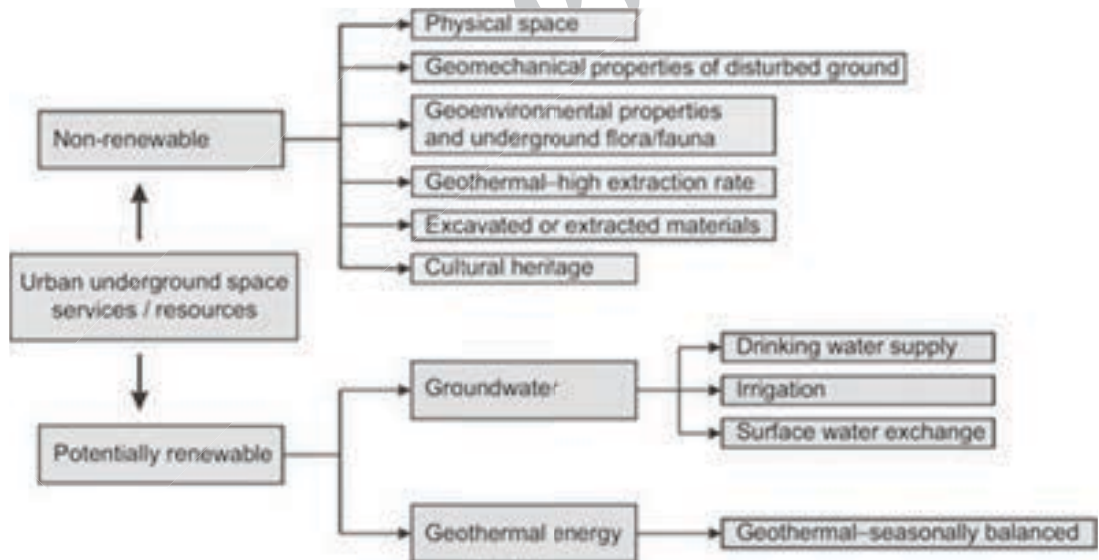 Physical space
Geomechanical properties of disturbed ground
Geoenvironmental properties
and underground flora/fauna
Non-renewable
Geothermal–high extraction rate
Excavated or extracted materials
Cultural heritage
Urban underground space
services / resources
Drinking water supply
Groundwater
Irrigation
Surface water exchange
Potentially renewable
Geothermal energy
Geothermal–seasonally balanced